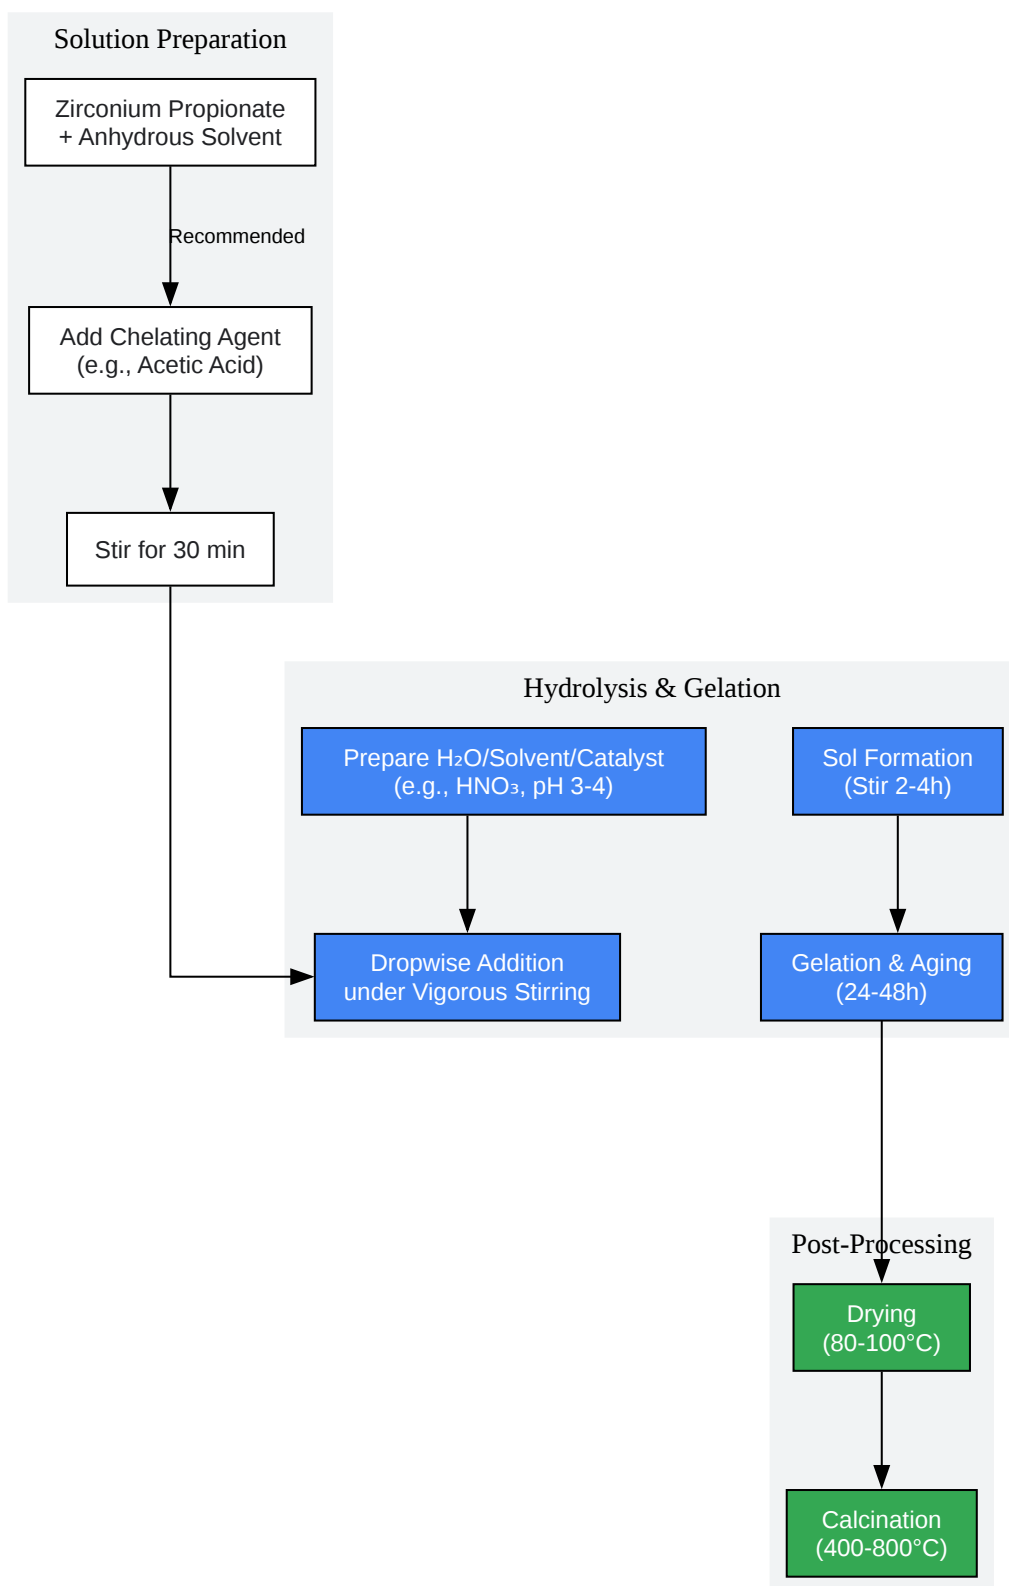 Solution Preparation
Zirconium Propionate
+ Anhydrous Solvent
Recommended
Add Chelating Agent
(e.g., Acetic Acid)
Stir for 30 min
Hydrolysis & Gelation
Prepare H₂O/Solvent/Catalyst
(e.g., HNO₃, pH 3-4)
Sol Formation
(Stir 2-4h)
Dropwise Addition
under Vigorous Stirring
Gelation & Aging
(24-48h)
Post-Processing
Drying
(80-100°C)
Calcination
(400-800°C)